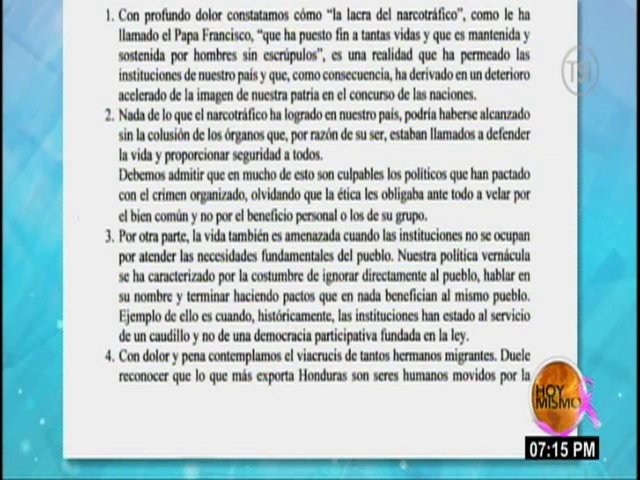 1. Con profundo dolor constatamos cómo "la lacra del narcotráfico", como le ha
llamado el Papa Francisco, "que ha puesto fin a tantas vidas y que es mantenida y
sostenida por hombres sin escrúpulos", es una realidad que ha permeado las
instituciones de nuestro país y que, como consecuencia, ha derivado en un deterioro
acelerado de la imagen de nuestra patria en el concurso de las naciones.
2. Nada de lo que el narcotráfico ha logrado en nuestro país, podría haberse alcanzado
sin la colusión de los órganos que, por razón de su ser, estaban llamados a defender
la vida y proporcionar seguridad a todos.
Debemos admitir que en mucho de esto son culpables los políticos que han pactado
con el crimen organizado, olvidando que la ética les obligaba ante todo a velar por
el bien común y no por el beneficio personal o los de su grupo.
3. Por otra parte, la vida también es amenazada cuando las instituciones no se ocupan
por atender las necesidades fundamentales del pueblo. Nuestra política vernácula
se ha caracterizado por la costumbre de ignorar directamente al pueblo, hablar en
su nombre y terminar haciendo pactos que en nada benefician al mismo pueblo.
Ejemplo de ello es cuando, históricamente, las instituciones han estado al servicio
de un caudillo y no de una democracia participativa fundada en la ley.
4. Con dolor y pena contemplamos el viacrucis de tantos hermanos migrantes. Duele
reconocer que lo que más exporta Honduras son seres humanos movidos por la
HOY
MISMO
07:15 PM